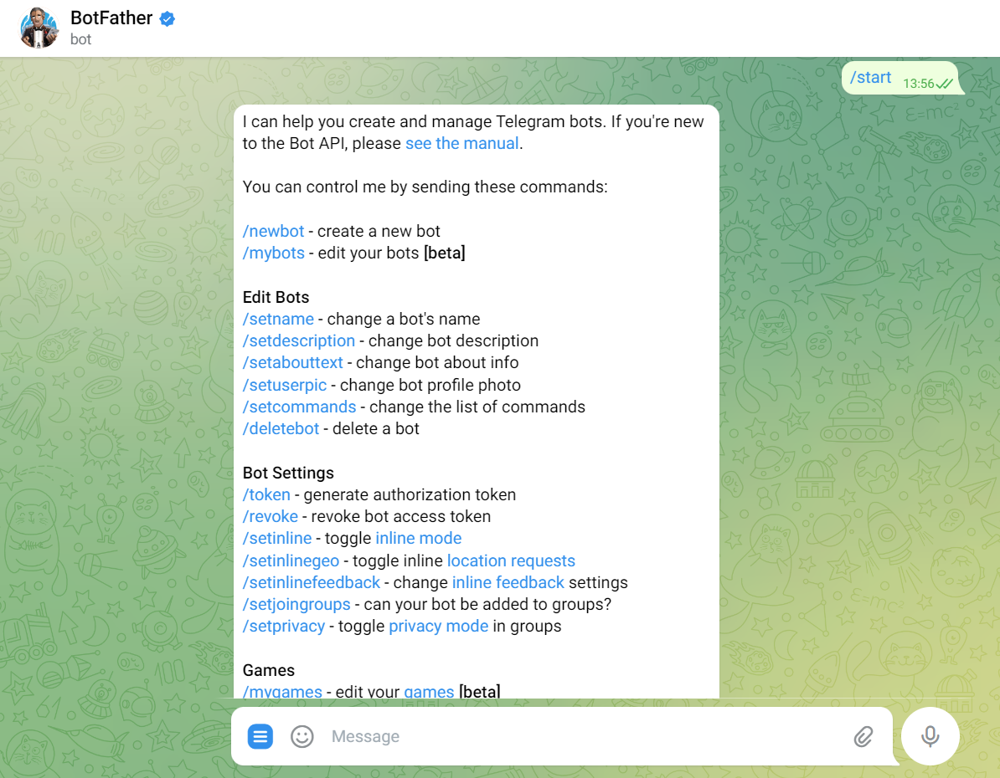 BotFather
bot
/start 13:56
I can help you create and manage Telegram bots. If you're new
to the Bot API, please see the manual.
You can control me by sending these commands:
/newbot - create a new bot
/mybots - edit your bots [beta]
Edit Bots
/setname - change a bot's name
/setdescription - change bot description
/setabouttext - change bot about info
/setuserpic - change bot profile photo
/setcommands - change the list of commands
/deletebot - delete a bot
Bot Settings
/token - generate authorization token
/revoke - revoke bot access token
/setinline - toggle inline mode
/setinlinegeo - toggle inline location requests
/setinlinefeedback - change inline feedback settings
/setjoingroups - can your bot be added to groups?
/setprivacy - toggle privacy mode in groups
Games
/mygames - edit your games [beta]
Message